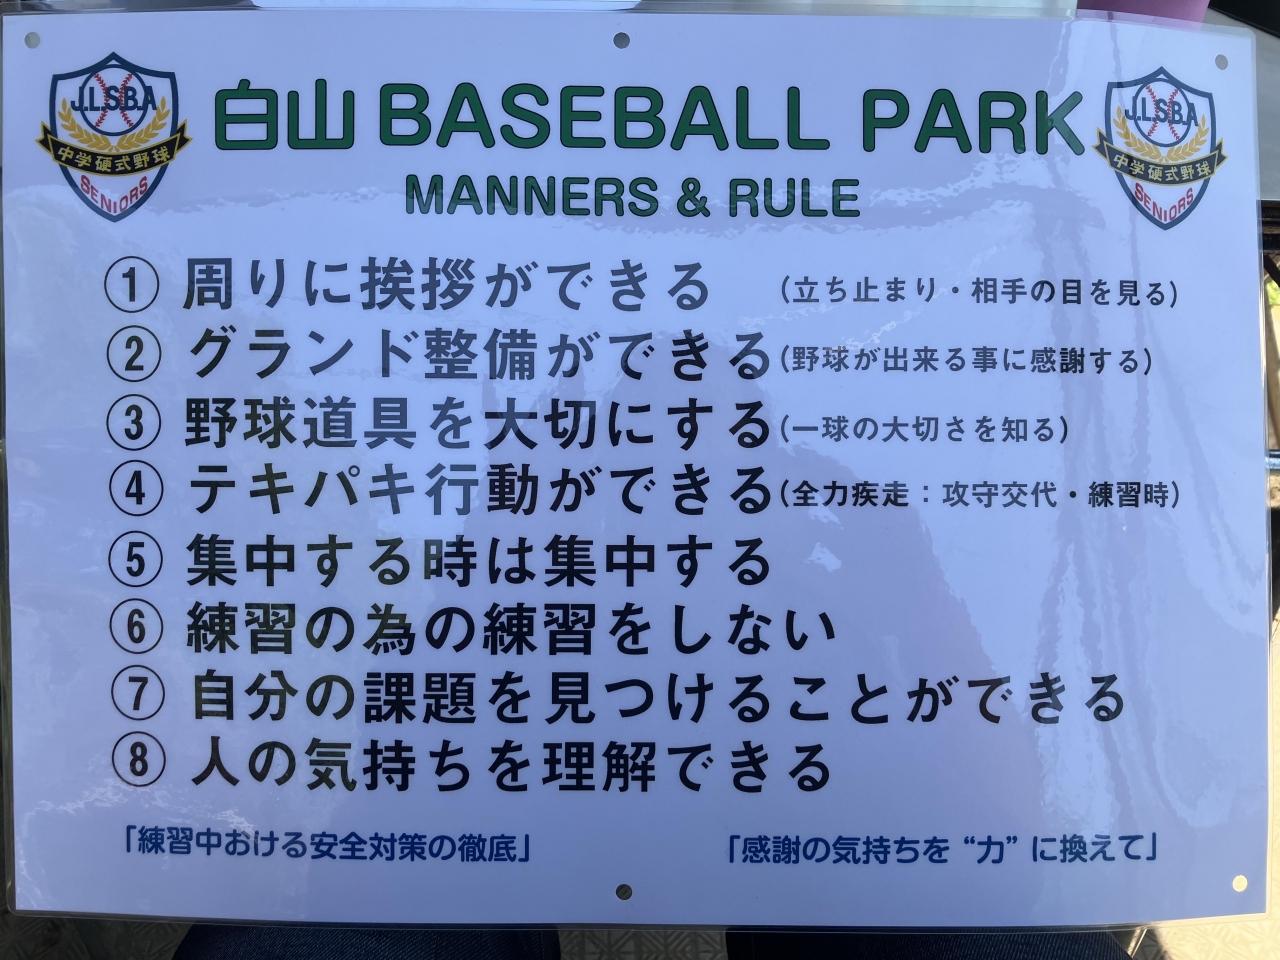 白山 BASEBALL PARK
MANNERS & RULE
J.L.S.B.A
中学硬式野球
SENIORS
J.L.S.B.A
中学硬式野球
SENIORS
① 周りに挨拶ができる (立ち止まり・相手の目を見る)
② グランド整備ができる (野球が出来る事に感謝する)
③ 野球道具を大切にする (一球の大切さを知る)
④ テキパキ行動ができる (全力疾走：攻守交代・練習時)
⑤ 集中する時は集中する
⑥ 練習の為の練習をしない
⑦ 自分の課題を見つけることができる
⑧ 人の気持ちを理解できる
「練習中おける安全対策の徹底」 「感謝の気持ちを “力” に換えて」